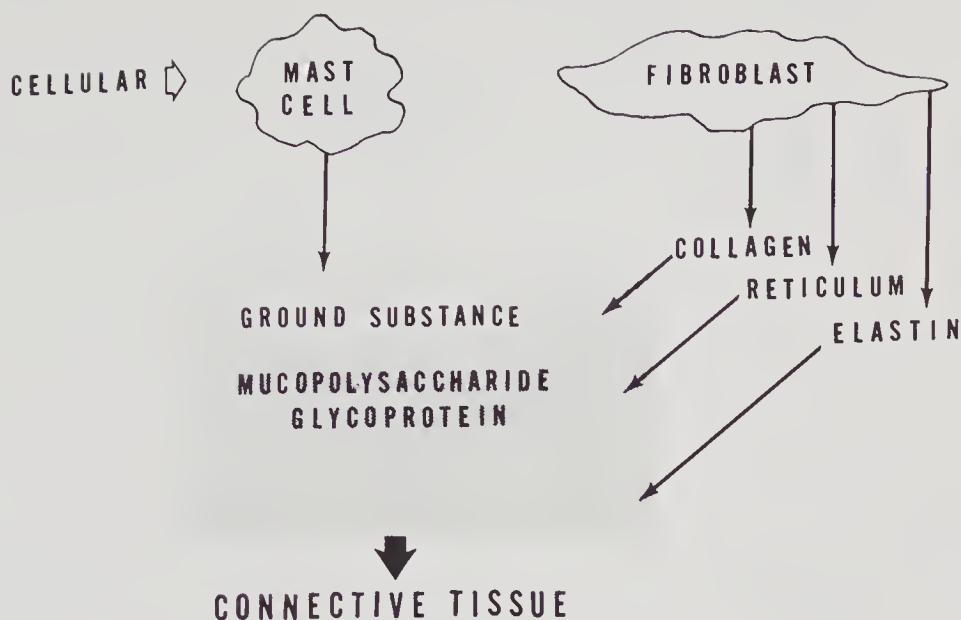 CELLULAR
MAST
CELL
FIBROBLAST
COLLAGEN
RETICULUM
ELASTIN
GROUND SUBSTANCE
MUCOPOLYSACCHARIDE
GLYCOPROTEIN
CONNECTIVE TISSUE